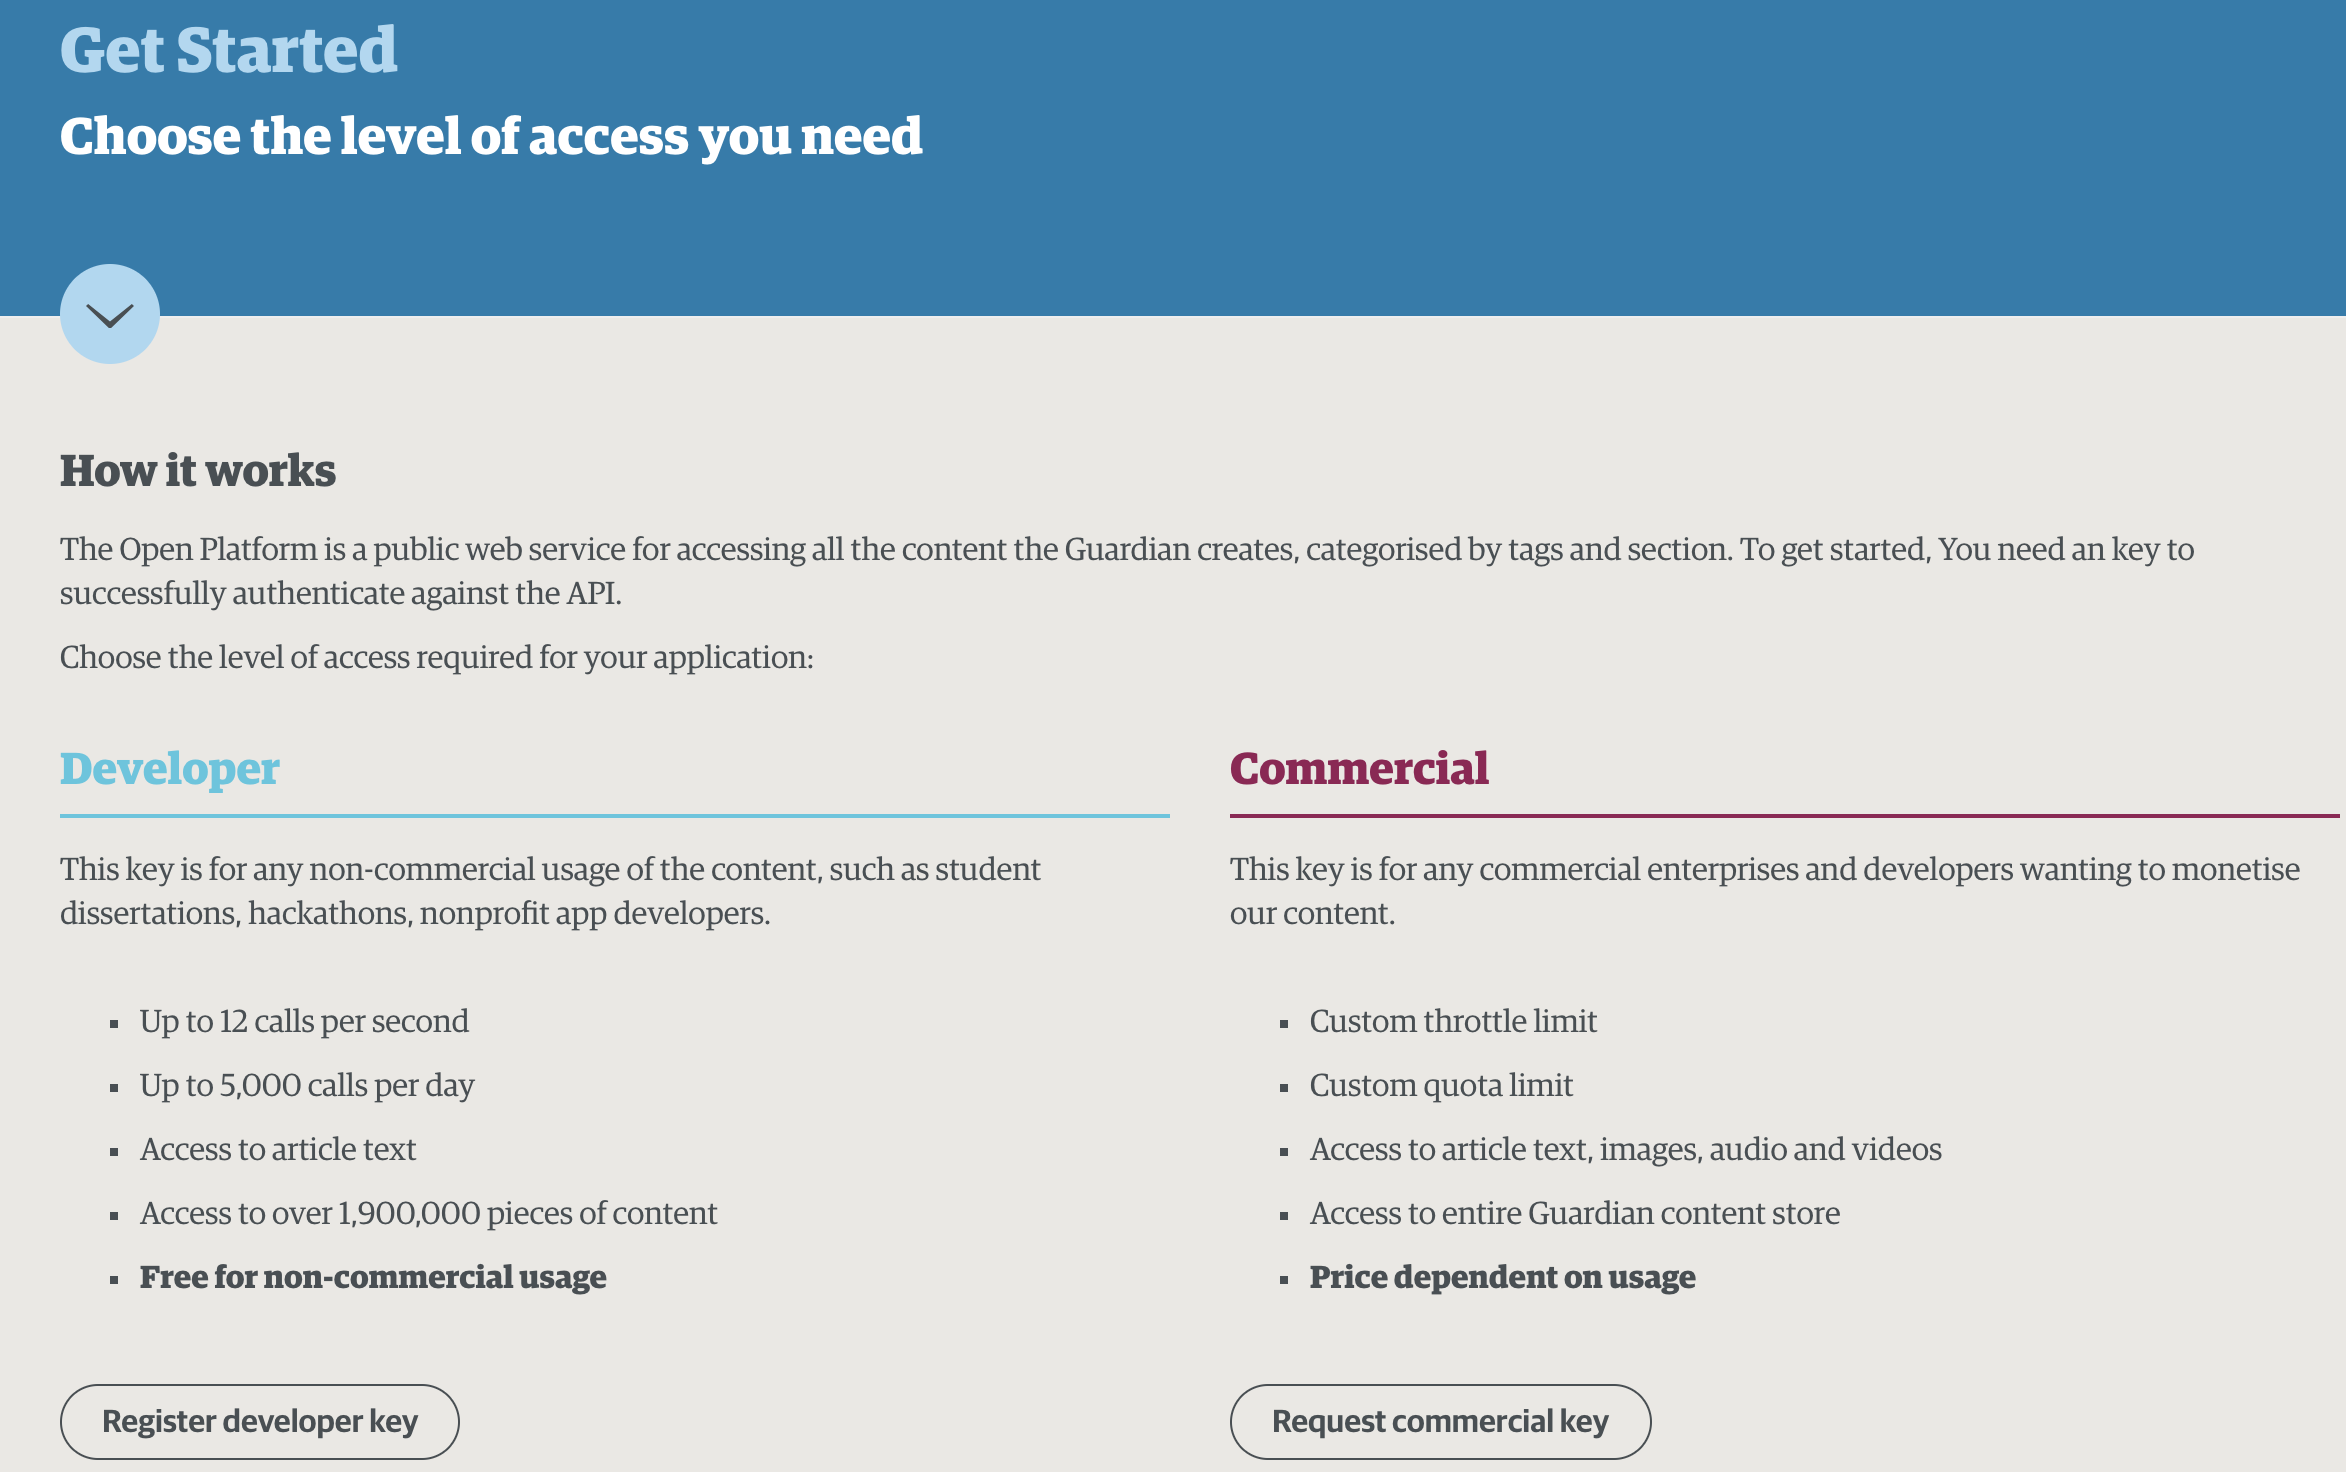 Get Started
Choose the level of access you need
How it works
The Open Platform is a public web service for accessing all the content the Guardian creates, categorised by tags and section. To get started, You need an key to
successfully authenticate against the API.
Choose the level of access required for your application:
Developer
This key is for any non-commercial usage of the content, such as student
dissertations, hackathons, nonprofit app developers.
▪ Up to 12 calls per second
▪ Up to 5,000 calls per day
▪ Access to article text
▪ Access to over 1,900,000 pieces of content
▪ Free for non-commercial usage
Register developer key
Commercial
This key is for any commercial enterprises and developers wanting to monetise
our content.
▪ Custom throttle limit
▪ Custom quota limit
▪ Access to article text, images, audio and videos
▪ Access to entire Guardian content store
▪ Price dependent on usage
Request commercial key